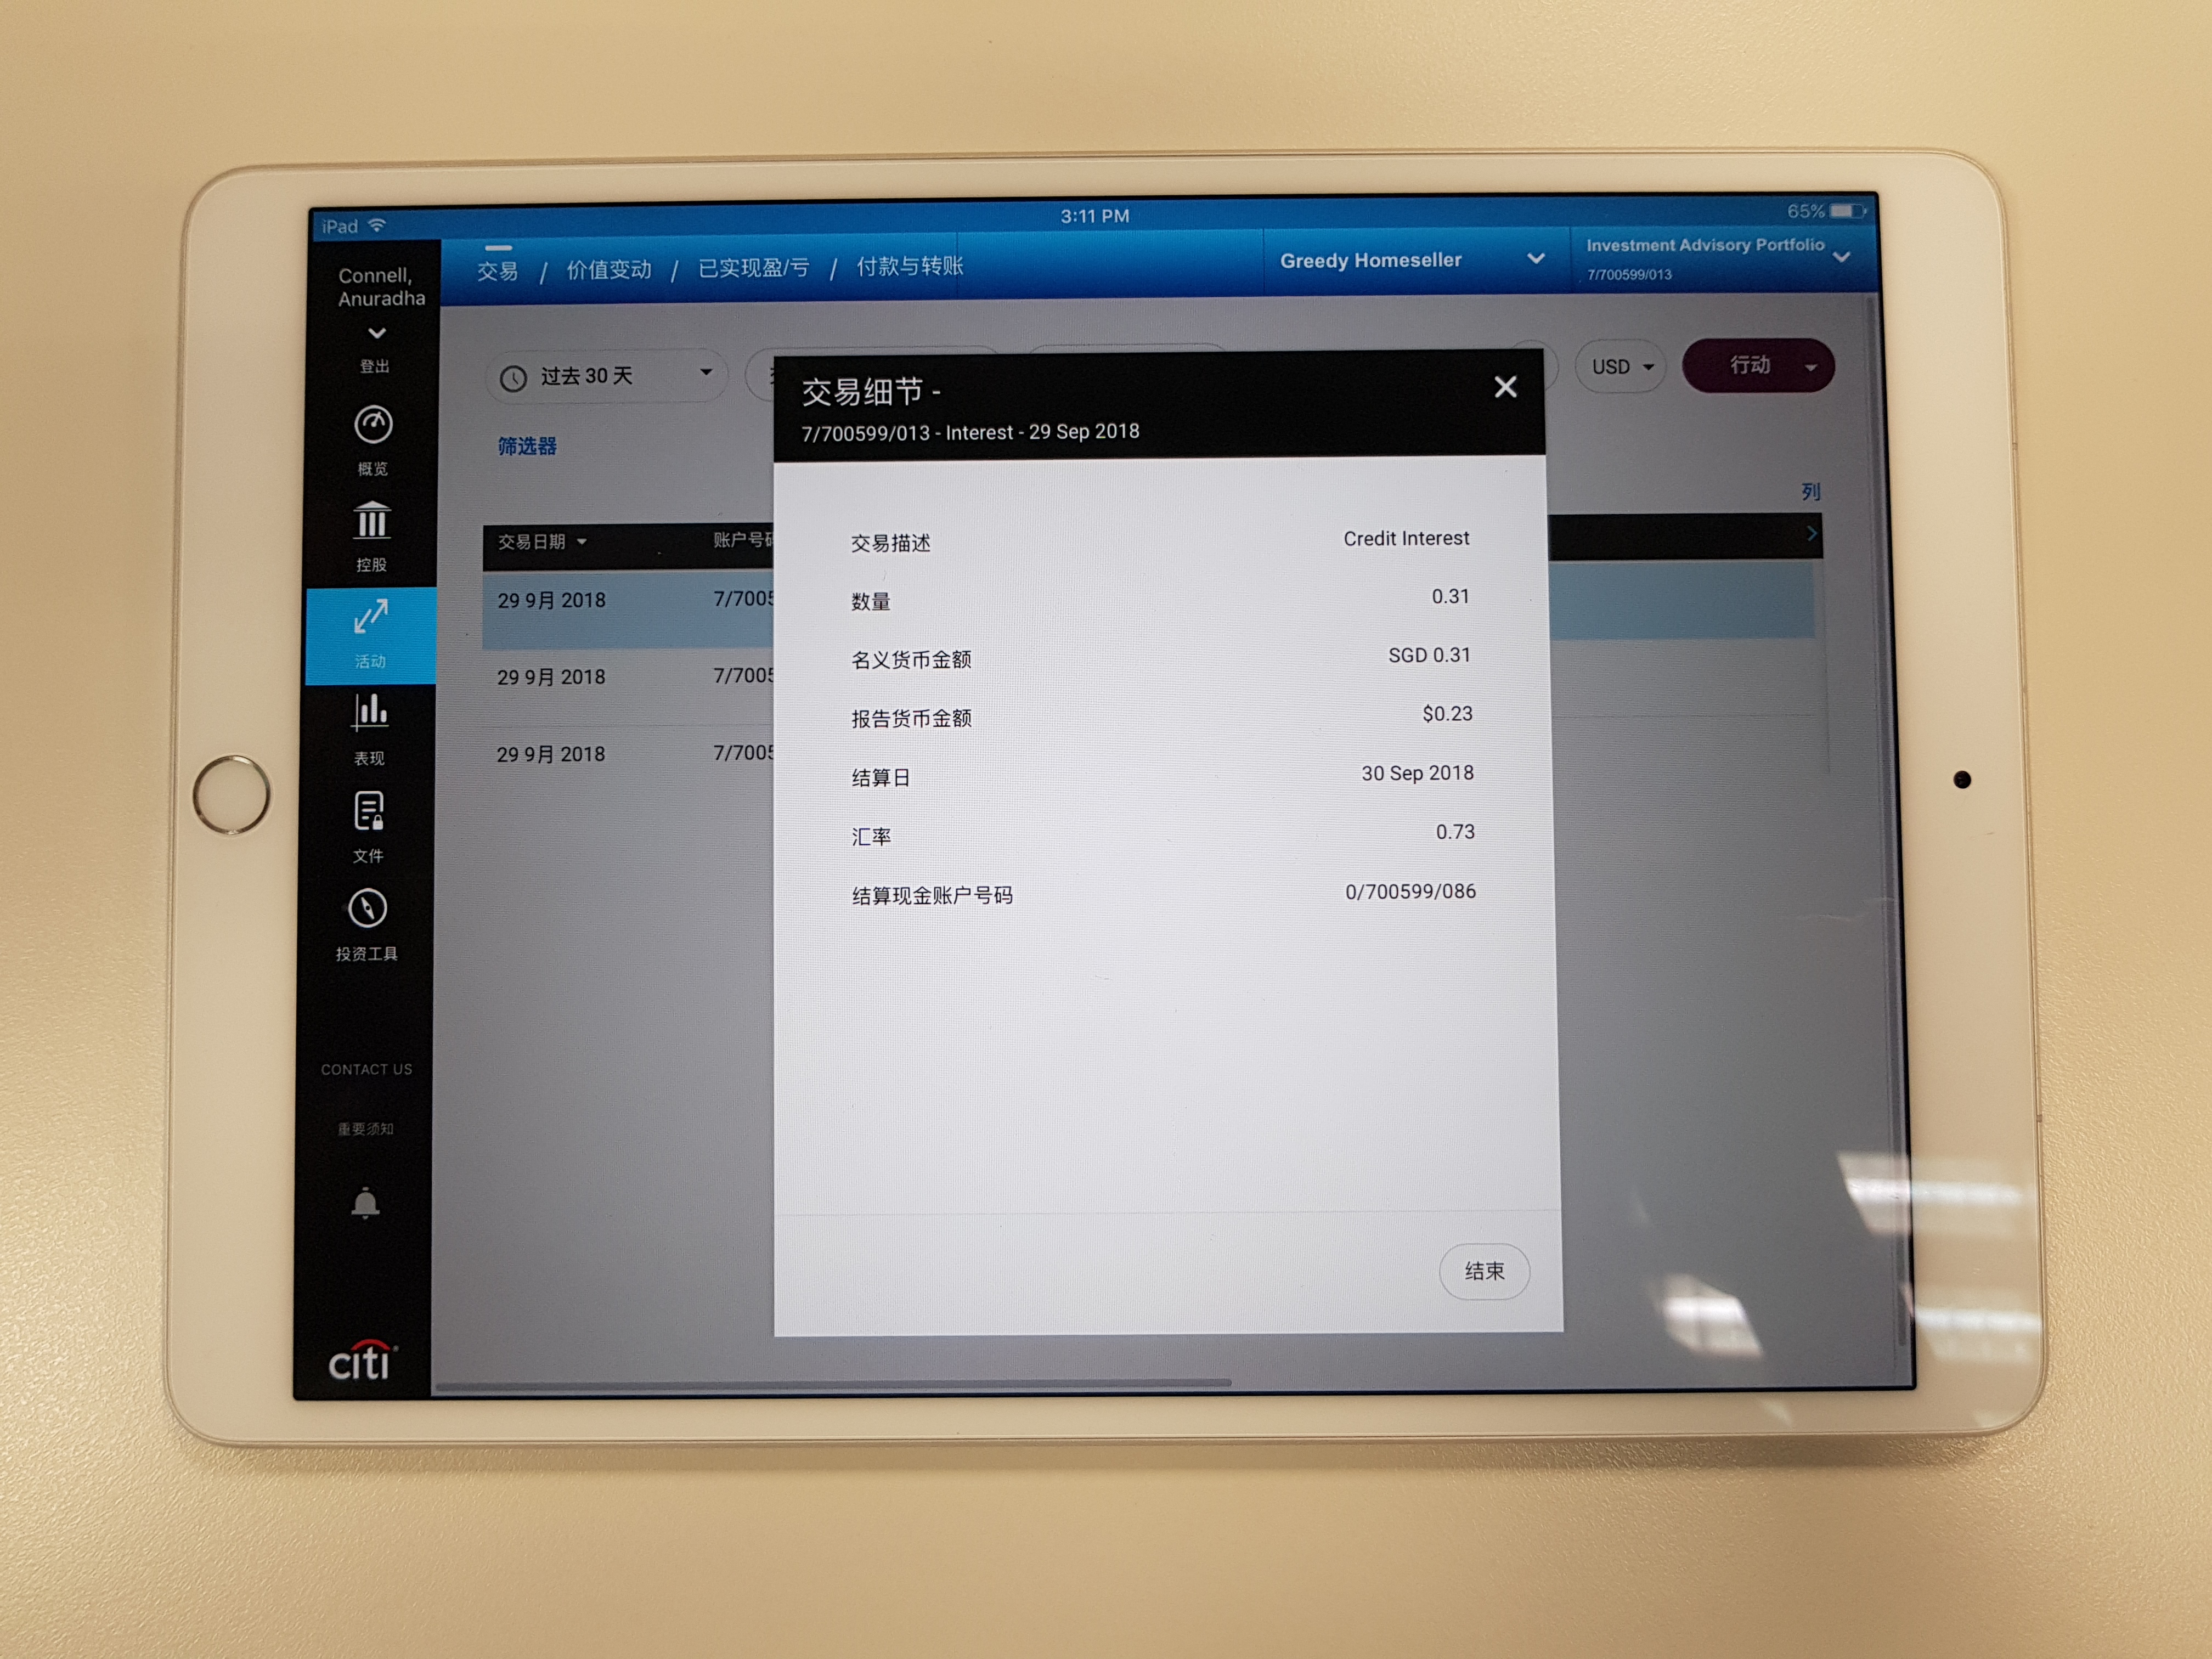 iPad
3:11 PM
65%
Connell,
Anuradha
登出
概览
控股
活动
表现
文件
投资工具
CONTACT US
重要须知
citi
交易 / 价值变动 / 已实现盈/亏 / 付款与转账
Greedy Homeseller
Investment Advisory Portfolio
7/700599/013
过去 30 天
USD
行动
筛选器
列
交易日期
账户号码
29 9月 2018
7/7005
29 9月 2018
7/7005
29 9月 2018
7/7005
交易细节 -
7/700599/013 - Interest - 29 Sep 2018
交易描述 Credit Interest
数量 0.31
名义货币金额 SGD 0.31
报告货币金额 $0.23
结算日 30 Sep 2018
汇率 0.73
结算现金账户号码 0/700599/086
结束